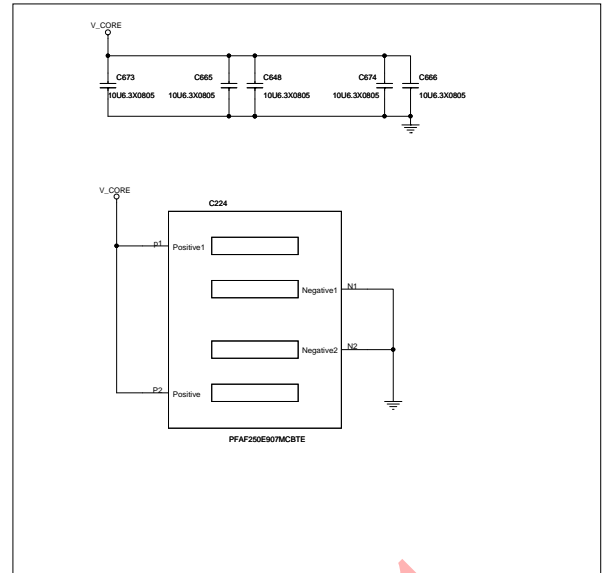 V_CORE
C673 C665 C648 C674 C666
10U6.3X0805 10U6.3X0805 10U6.3X0805 10U6.3X0805 10U6.3X0805
V_CORE
C224
p1 Positive1
Negative1 N1
Negative2 N2
P2 Positive
PFAF250E907MCBTE